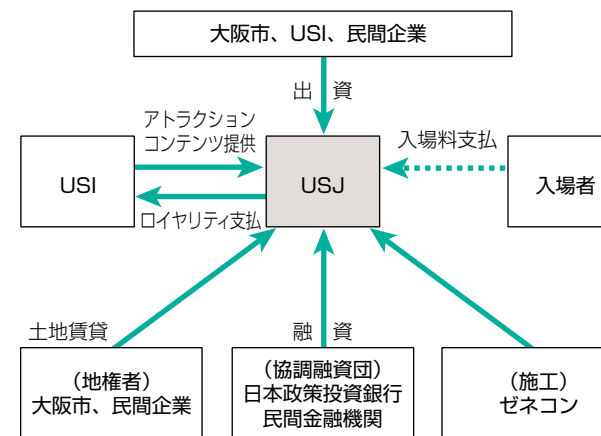 大阪市、USI、民間企業
出資
アトラクション
コンテンツ提供
入場料支払
USI
USJ
入場者
ロイヤリティ支払
土地賃貸
融資
（地権者）
大阪市、民間企業
（協調融資団）
日本政策投資銀行
民間金融機関
（施工）
ゼネコン